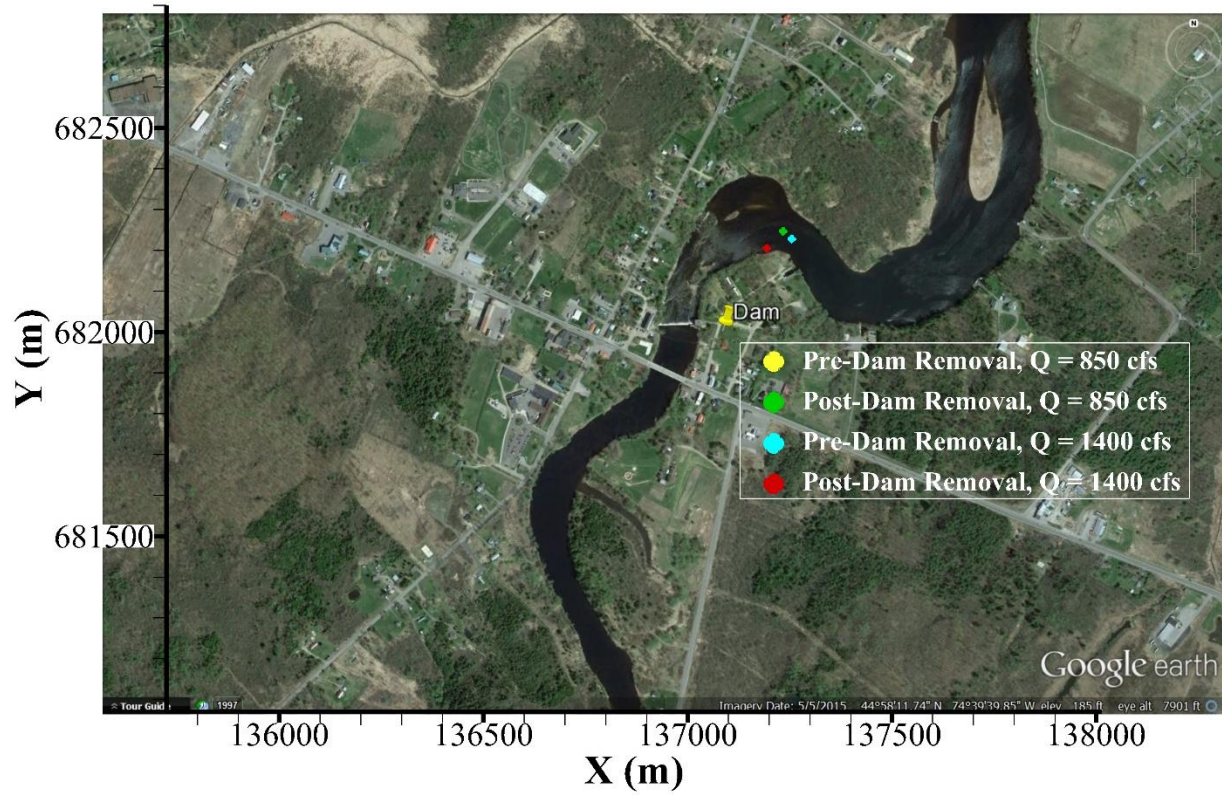 N
682500
682000
681500
Y (m)
Dam
Pre-Dam Removal, Q = 850 cfs
Post-Dam Removal, Q = 850 cfs
Pre-Dam Removal, Q = 1400 cfs
Post-Dam Removal, Q = 1400 cfs
Google earth
Tour Guide 1997 Imagery Date: 5/5/2015 44°58'11.74" N 74°39'39.85" W elev 185 ft eye alt 7901 ft
136000 136500 137000 137500 138000
X (m)